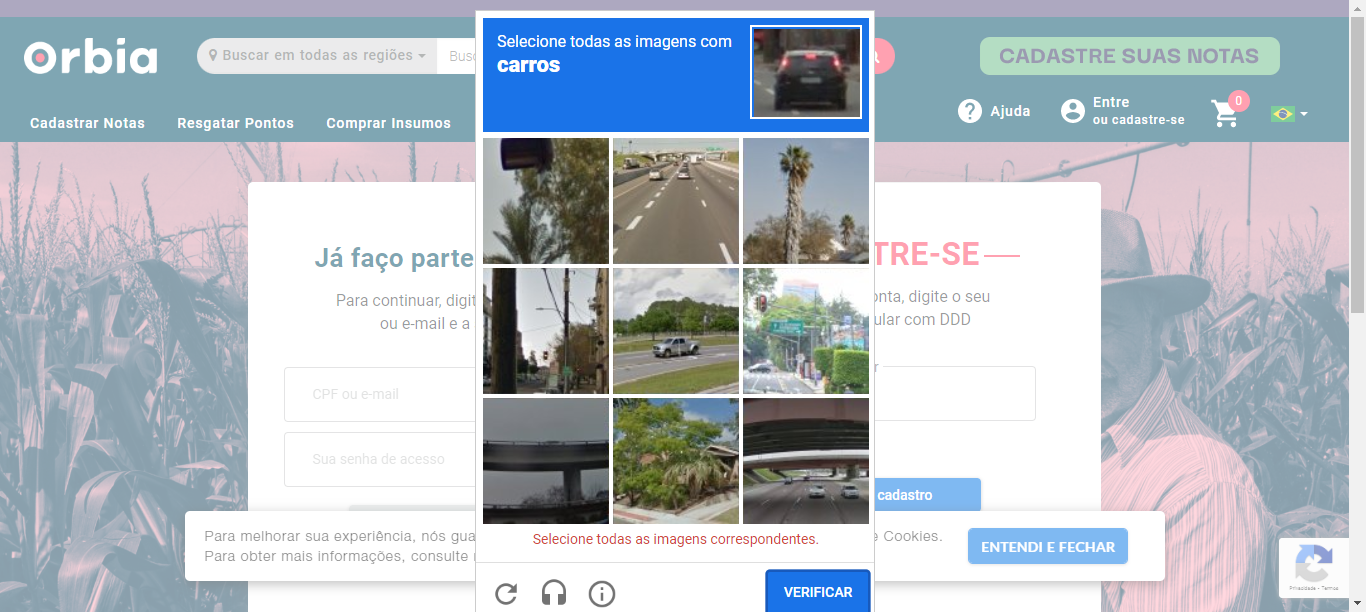 Orbia
Buscar em todas as regiões
Busc
CADASTRE SUAS NOTAS
Cadastrar Notas
Resgatar Pontos
Comprar Insumos
Ajuda
Entre
ou cadastre-se
0
Selecione todas as imagens com
carros
Já faço parte
TRE-SE
Para continuar, digit
ou e-mail e a
onta, digite o seu
ular com DDD
r
CPF ou e-mail
Sua senha de acesso
cadastro
Para melhorar sua experiência, nós gua
e Cookies.
Para obter mais informações, consulte
ENTENDI E FECHAR
Selecione todas as imagens correspondentes.
VERIFICAR
Privacidade - Termos